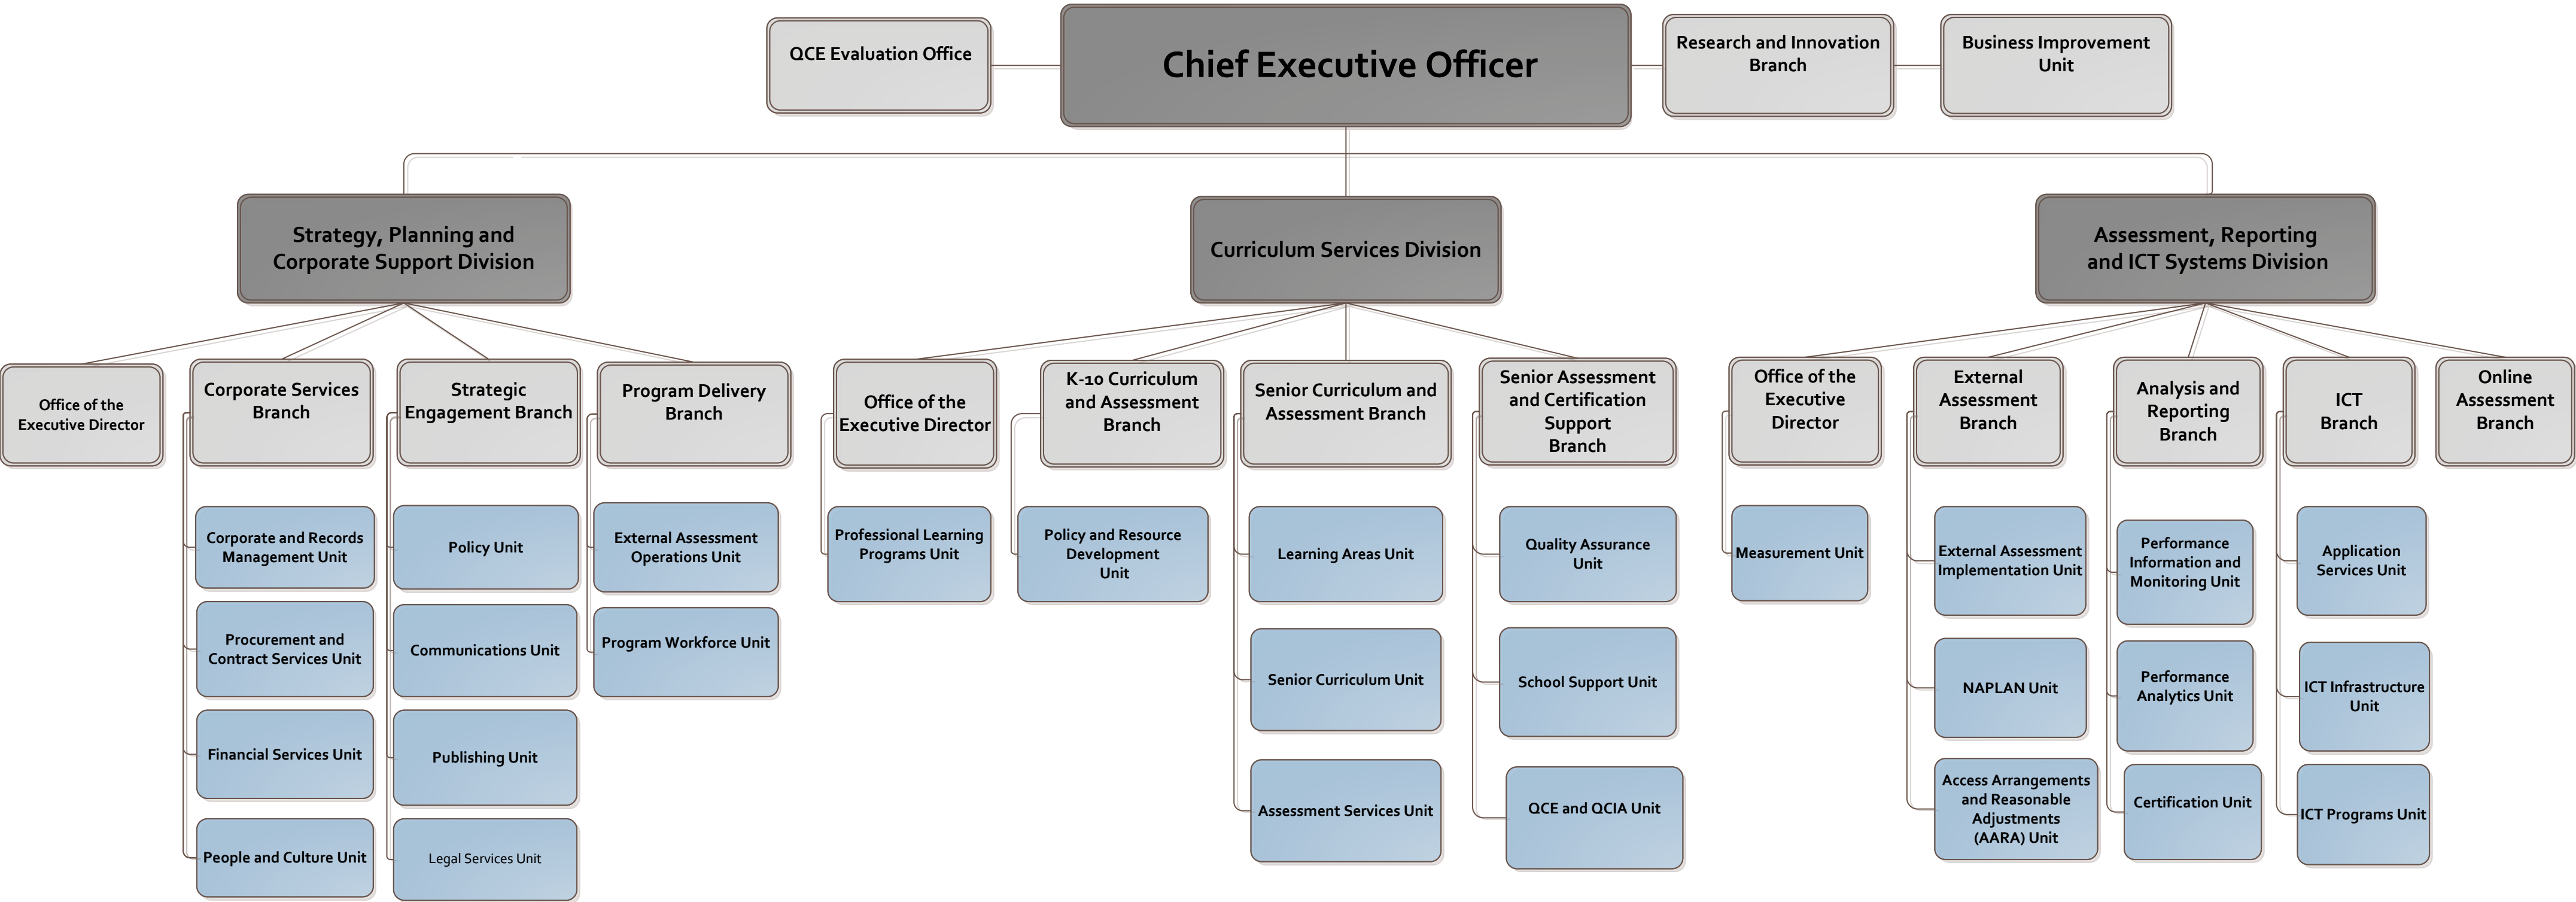 QCE Evaluation Office
Chief Executive Officer
Research and Innovation
Branch
Business Improvement
Unit
Strategy, Planning and
Corporate Support Division
Curriculum Services Division
Assessment, Reporting
and ICT Systems Division
Office of the
Executive Director
Corporate Services
Branch
Strategic
Engagement Branch
Program Delivery
Branch
Office of the
Executive Director
K-10 Curriculum
and Assessment
Branch
Senior Curriculum and
Assessment Branch
Senior Assessment
and Certification
Support
Branch
Office of the
Executive
Director
External
Assessment
Branch
Analysis and
Reporting
Branch
ICT
Branch
Online
Assessment
Branch
Corporate and Records
Management Unit
Procurement and
Contract Services Unit
Financial Services Unit
People and Culture Unit
Policy Unit
Communications Unit
Publishing Unit
Legal Services Unit
External Assessment
Operations Unit
Program Workforce Unit
Professional Learning
Programs Unit
Policy and Resource
Development
Unit
Learning Areas Unit
Senior Curriculum Unit
Assessment Services Unit
Quality Assurance
Unit
School Support Unit
QCE and QCIA Unit
Measurement Unit
External Assessment
Implementation Unit
NAPLAN Unit
Access Arrangements
and Reasonable
Adjustments
(AARA) Unit
Performance
Information and
Monitoring Unit
Performance
Analytics Unit
Certification Unit
Application
Services Unit
ICT Infrastructure
Unit
ICT Programs Unit